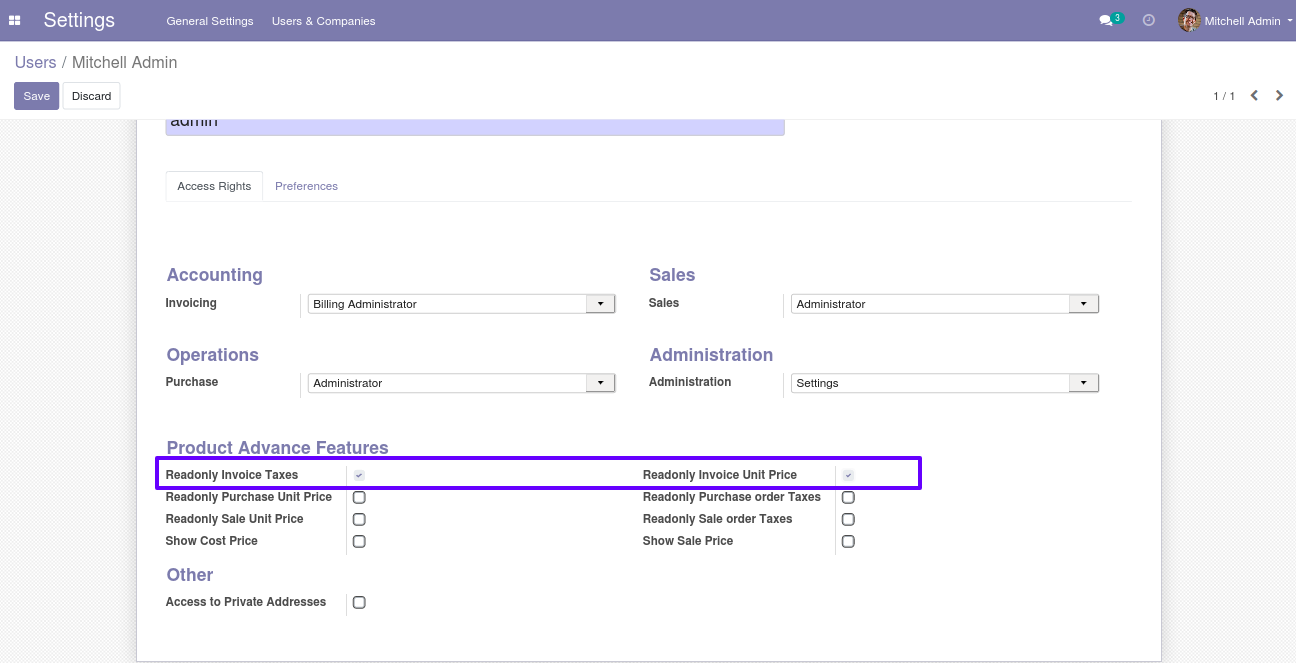 Settings General Settings Users & Companies 3 Mitchell Admin
Users / Mitchell Admin
Save Discard 1 / 1
admin
Access Rights Preferences
Accounting Sales
Invoicing Billing Administrator Sales Administrator
Operations Administration
Purchase Administrator Administration Settings
Product Advance Features
Readonly Invoice Taxes Readonly Invoice Unit Price
Readonly Purchase Unit Price Readonly Purchase order Taxes
Readonly Sale Unit Price Readonly Sale order Taxes
Show Cost Price Show Sale Price
Other
Access to Private Addresses